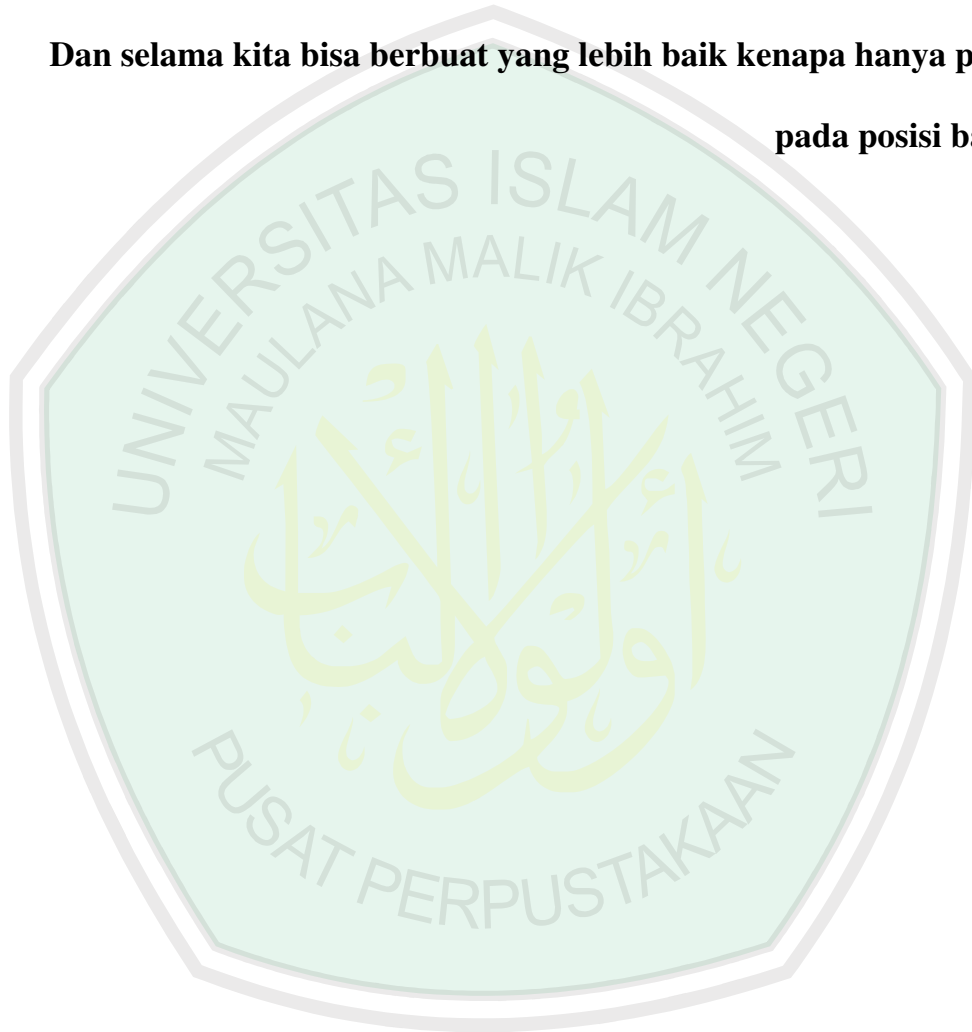 Dan selama kita bisa berbuat yang lebih baik kenapa hanya
pada posisi
UNIVERSITAS ISLAM NEGERI
MAULANA MALIK IBRAHIM
PUSAT PERPUSTAKAAN